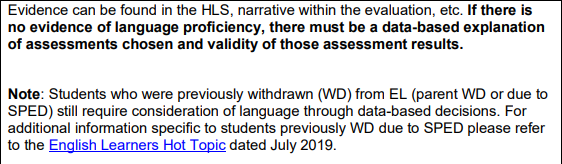 Evidence can be found in the HLS, narrative within the evaluation, etc. If there is
no evidence of language proficiency, there must be a data-based explanation
of assessments chosen and validity of those assessment results.
Note: Students who were previously withdrawn (WD) from EL (parent WD or due to
SPED) still require consideration of language through data-based decisions. For
additional information specific to students previously WD due to SPED please refer
to the English Learners Hot Topic dated July 2019.